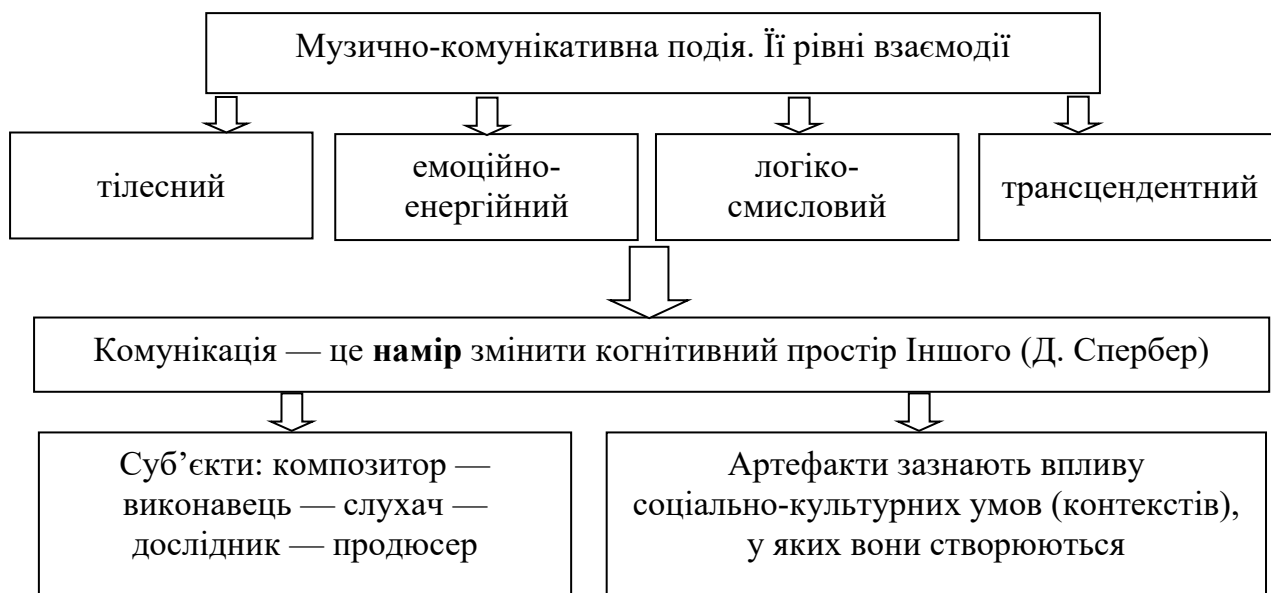 Музично-комунікативна подія. Її рівні взаємодії
тілесний
емоційно-
енергійний
логіко-
смисловий
трансцендентний
Комунікація — це намір змінити когнітивний простір Іншого (Д. Спербер)
Суб’єкти: композитор —
виконавець — слухач —
дослідник — продюсер
Артефакти зазнають впливу
соціально-культурних умов (контекстів),
у яких вони створюються